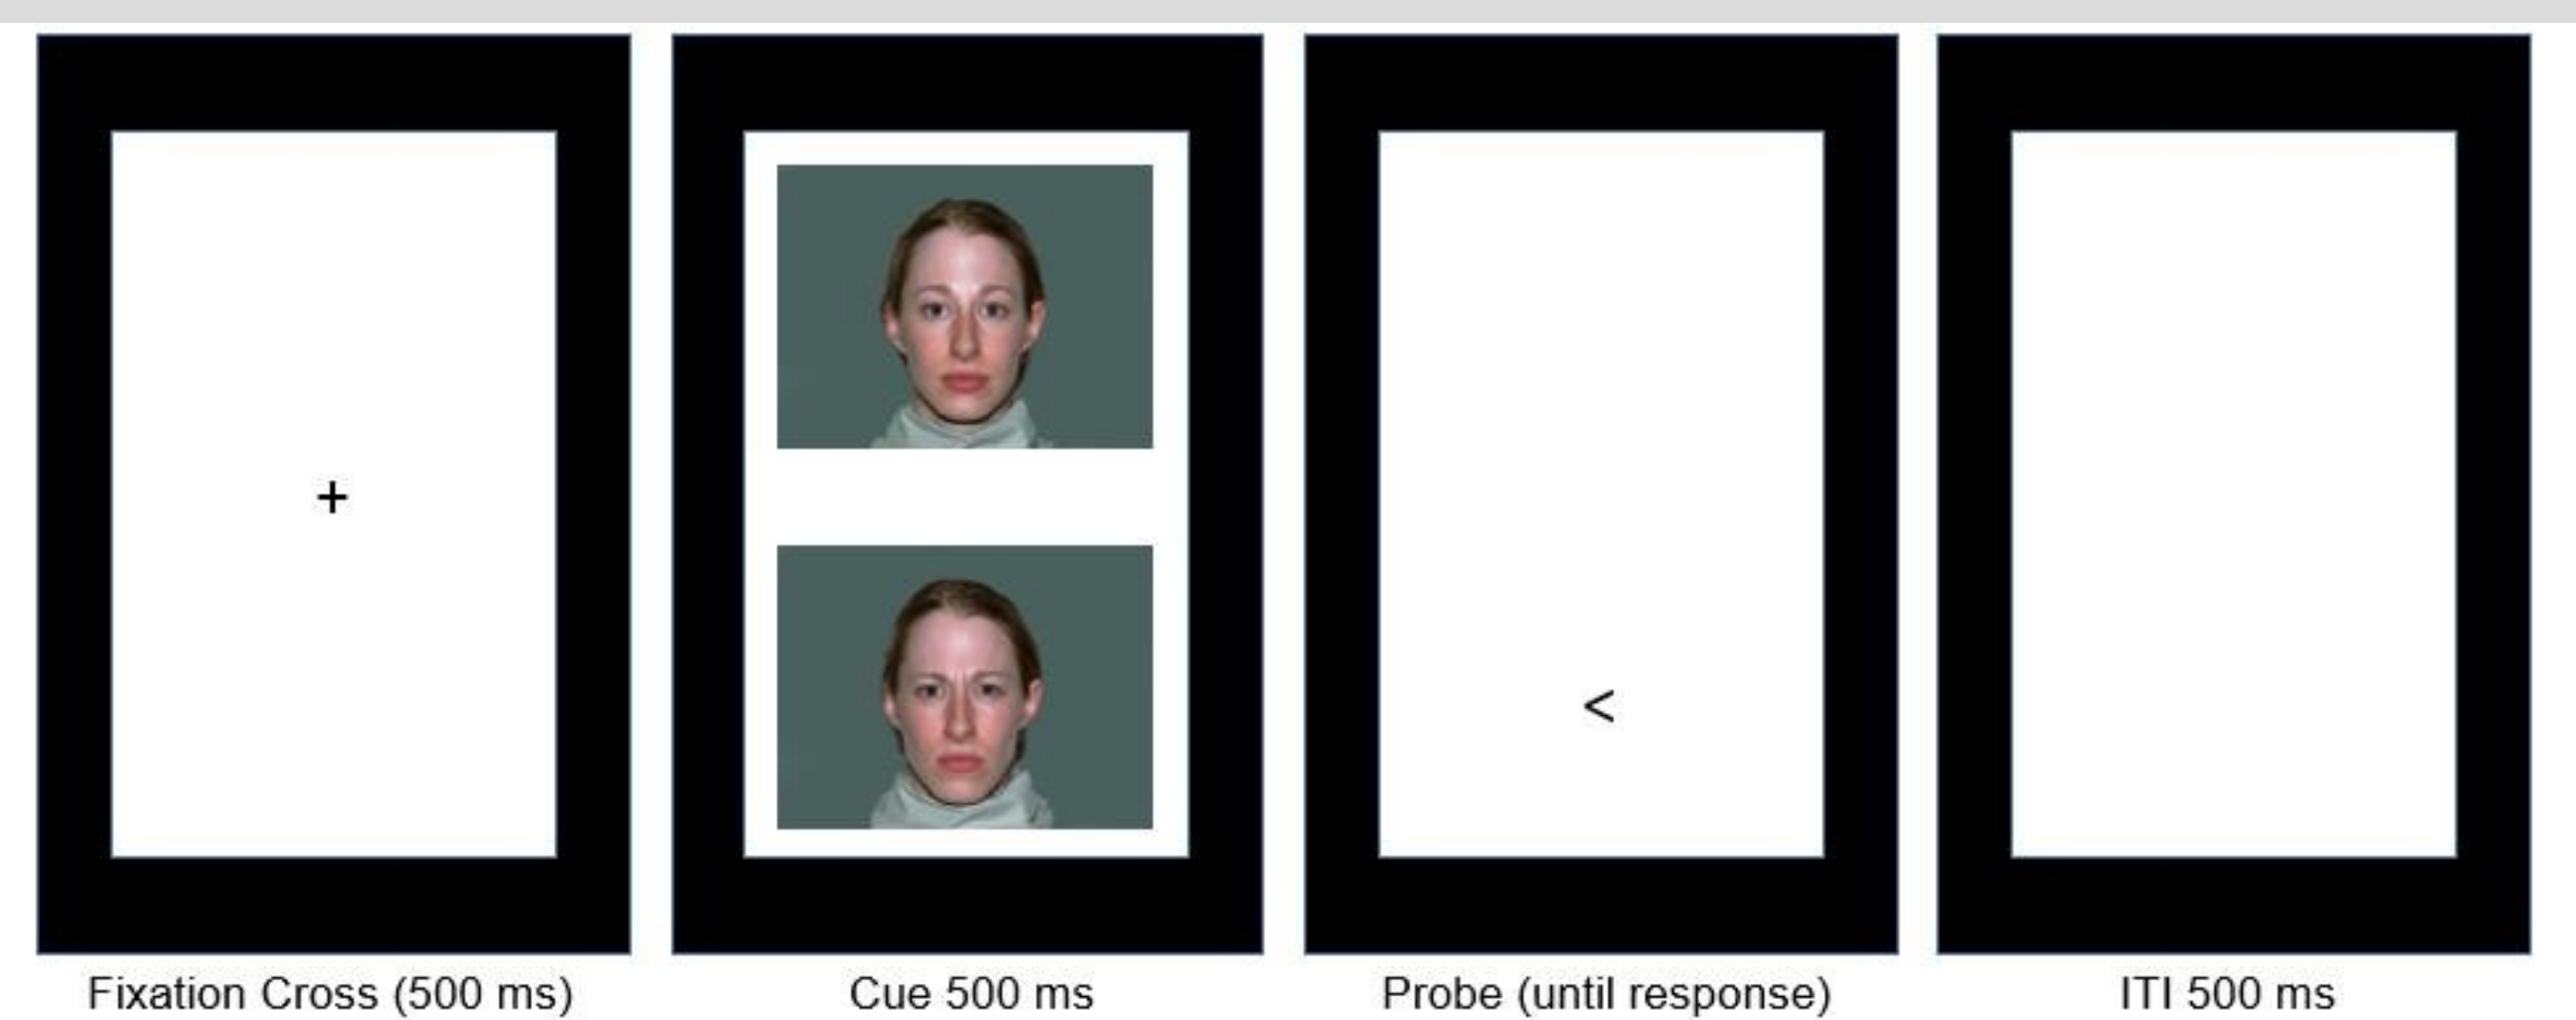 +
<
Fixation Cross (500 ms)
Cue 500 ms
Probe (until response)
ITI 500 ms